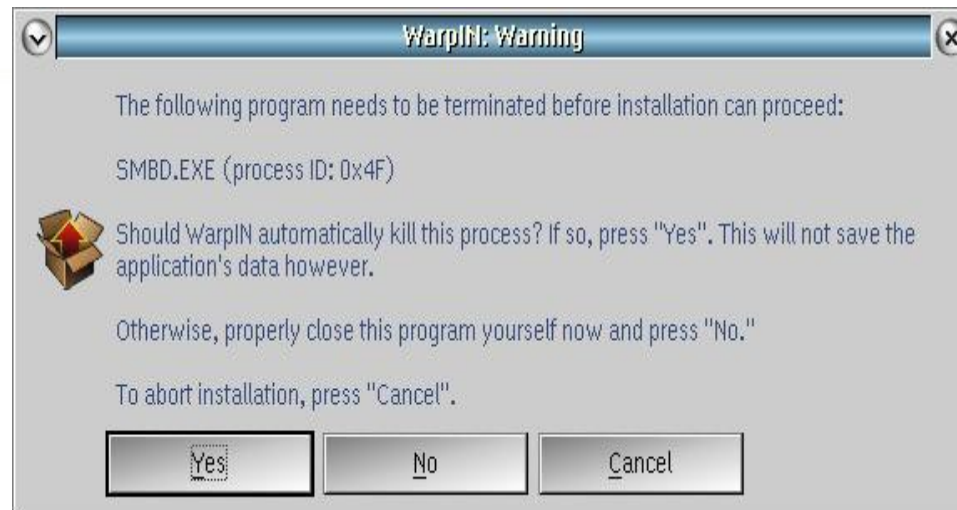 WarpIN: Warning
The following program needs to be terminated before installation can proceed:
SMBD.EXE (process ID: 0x4F)
Should WarpIN automatically kill this process? If so, press "Yes". This will not save the
application's data however.
Otherwise, properly close this program yourself now and press "No."
To abort installation, press "Cancel".
Yes
No
Cancel